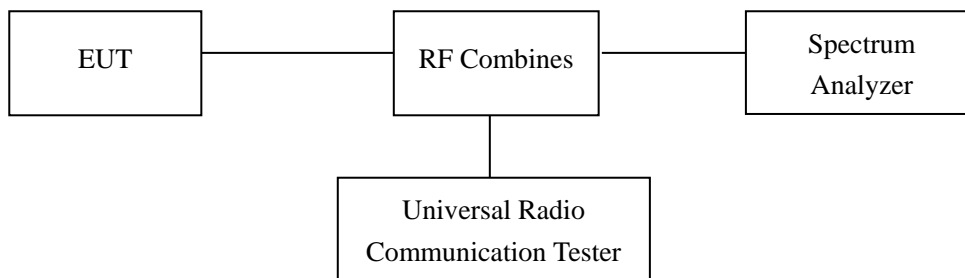 EUT
RF Combines
Spectrum
Analyzer
Universal Radio
Communication Tester